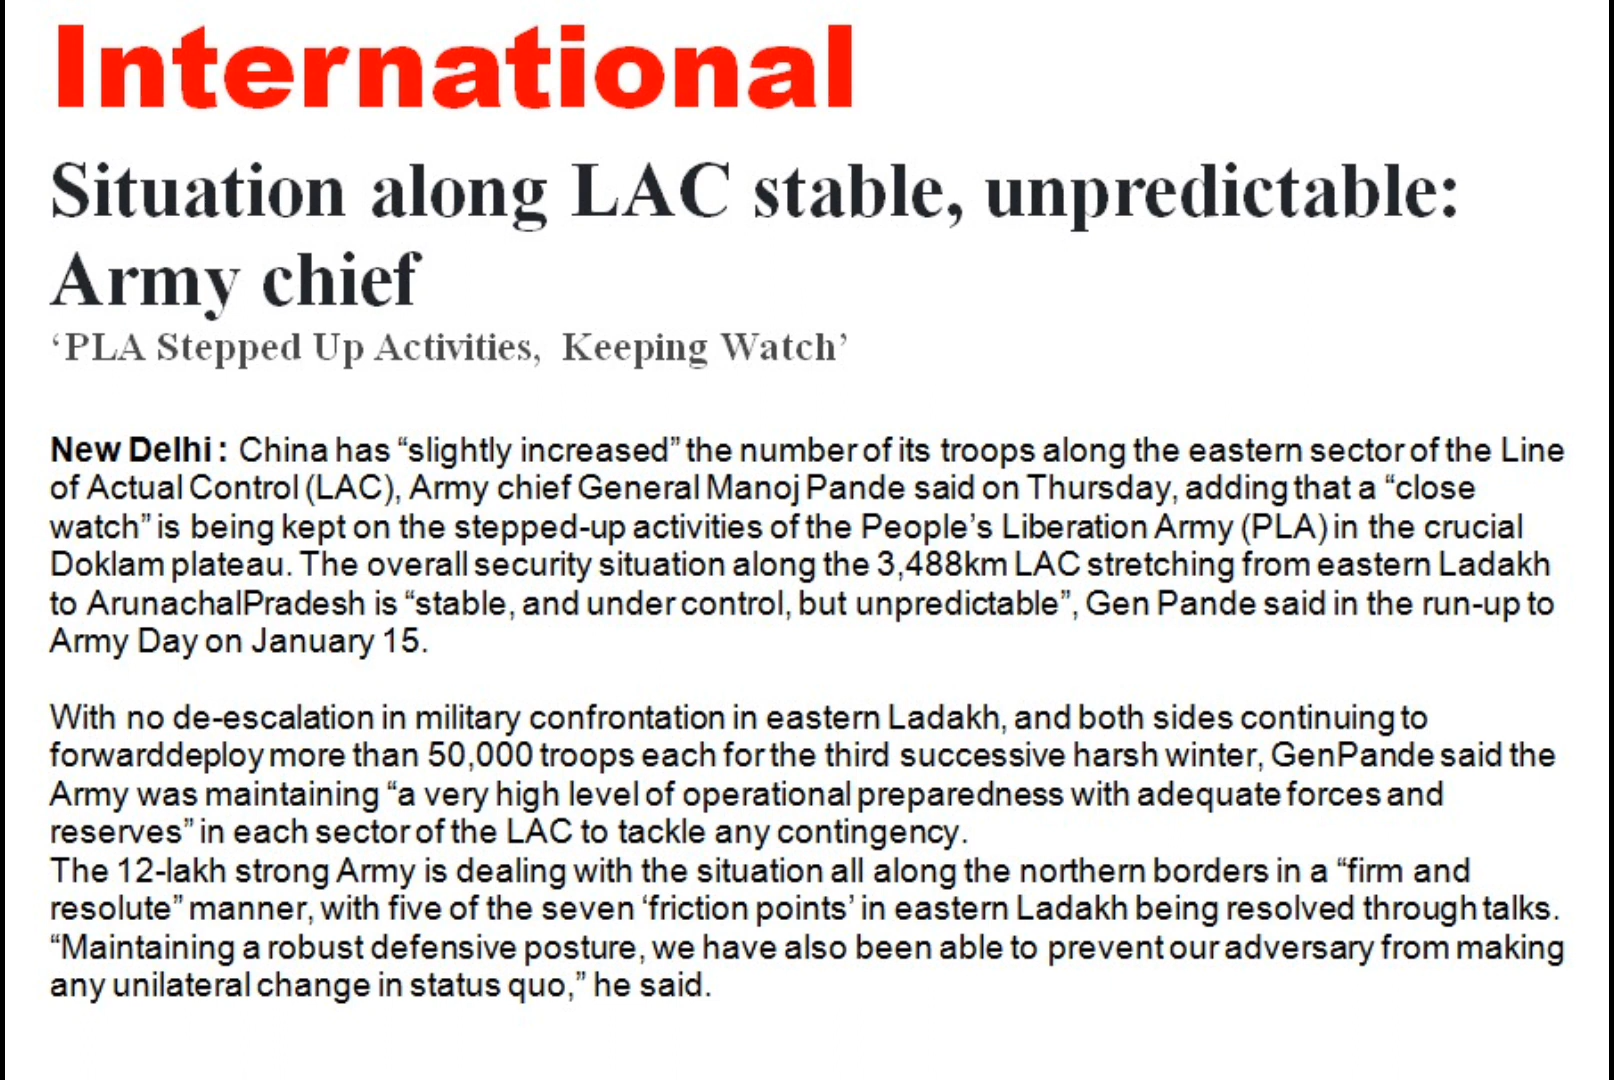 International
Situation along LAC stable, unpredictable:
Army chief
‘PLA Stepped Up Activities, Keeping Watch’
New Delhi : China has “slightly increased” the number of its troops along the eastern sector of the Line
of Actual Control (LAC), Army chief General Manoj Pande said on Thursday, adding that a “close
watch” is being kept on the stepped-up activities of the People’s Liberation Army (PLA) in the crucial
Doklam plateau. The overall security situation along the 3,488km LAC stretching from eastern Ladakh
to ArunachalPradesh is “stable, and under control, but unpredictable”, Gen Pande said in the run-up to
Army Day on January 15.
With no de-escalation in military confrontation in eastern Ladakh, and both sides continuing to
forwarddeploy more than 50,000 troops each for the third successive harsh winter, GenPande said the
Army was maintaining “a very high level of operational preparedness with adequate forces and
reserves” in each sector of the LAC to tackle any contingency.
The 12-lakh strong Army is dealing with the situation all along the northern borders in a “firm and
resolute” manner, with five of the seven ‘friction points’ in eastern Ladakh being resolved through talks.
“Maintaining a robust defensive posture, we have also been able to prevent our adversary from making
any unilateral change in status quo,” he said.